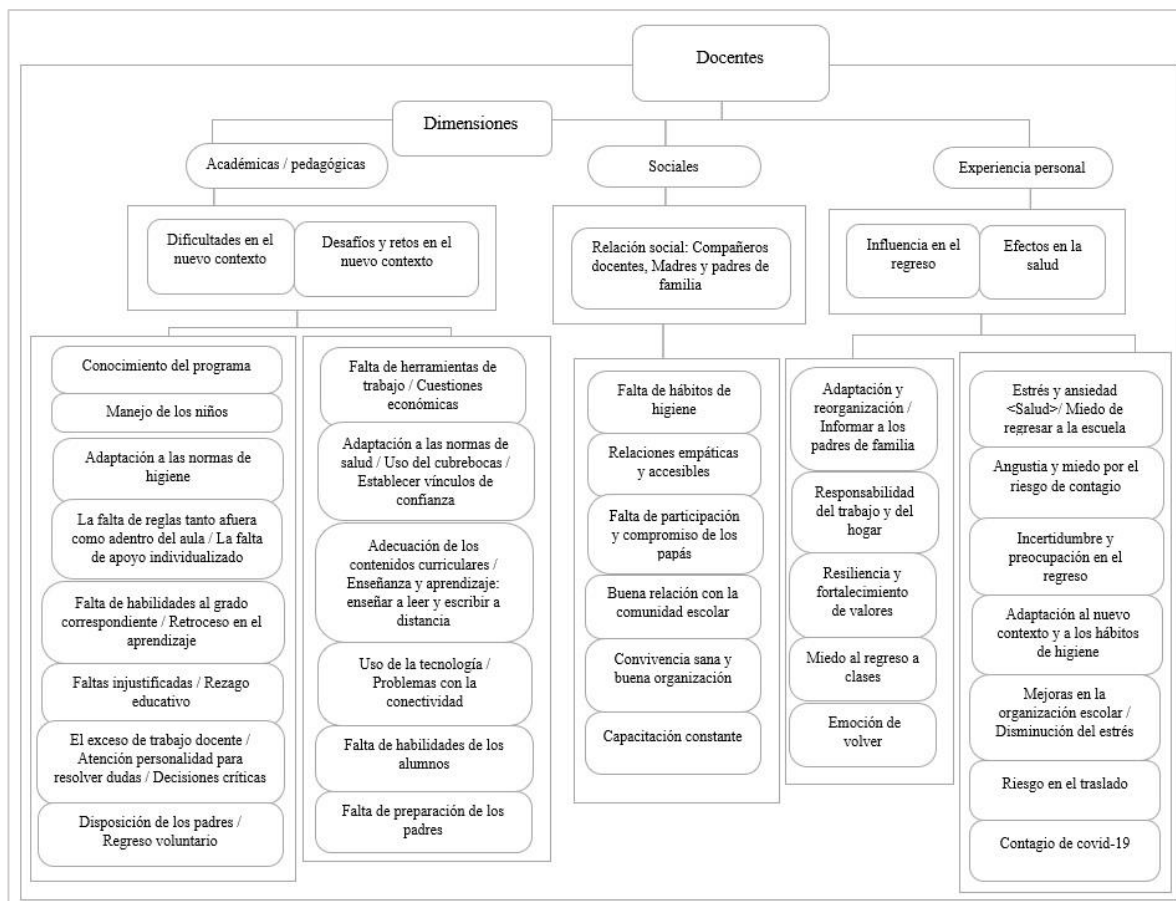 Docentes
Dimensiones
Académicas / pedagógicas
Sociales
Experiencia personal
Dificultades en el
nuevo contexto
Desafíos y retos en el
nuevo contexto
Relación social: Compañeros
docentes, Madres y padres de
familia
Influencia en el
regreso
Efectos en la
salud
Conocimiento del programa
Manejo de los niños
Adaptación a las normas de
higiene
La falta de reglas tanto afuera
como adentro del aula / La falta
de apoyo individualizado
Falta de habilidades al grado
correspondiente / Retroceso en el
aprendizaje
Faltas injustificadas / Rezago
educativo
El exceso de trabajo docente /
Atención personalidad para
resolver dudas / Decisiones críticas
Disposición de los padres /
Regreso voluntario
Falta de herramientas de
trabajo / Cuestiones
económicas
Adaptación a las normas de
salud / Uso del cubrebocas /
Establecer vínculos de
confianza
Adecuación de los
contenidos curriculares /
Enseñanza y aprendizaje:
enseñar a leer y escribir a
distancia
Uso de la tecnología /
Problemas con la
conectividad
Falta de habilidades de los
alumnos
Falta de preparación de los
padres
Falta de hábitos de
higiene
Relaciones empáticas y
accesibles
Falta de participación
y compromiso de los
papás
Buena relación con la
comunidad escolar
Convivencia sana y
buena organización
Capacitación constante
Adaptación y
reorganización /
Informar a los
padres de familia
Responsabilidad
del trabajo y del
hogar
Resiliencia y
fortalecimiento
de valores
Miedo al regreso a
clases
Emoción de
volver
Estrés y ansiedad
<Salud>/ Miedo de
regresar a la escuela
Angustia y miedo por el
riesgo de contagio
Incertidumbre y
preocupación en el
regreso
Adaptación al nuevo
contexto y a los hábitos
de higiene
Mejoras en la
organización escolar /
Disminución del estrés
Riesgo en el traslado
Contagio de covid-19